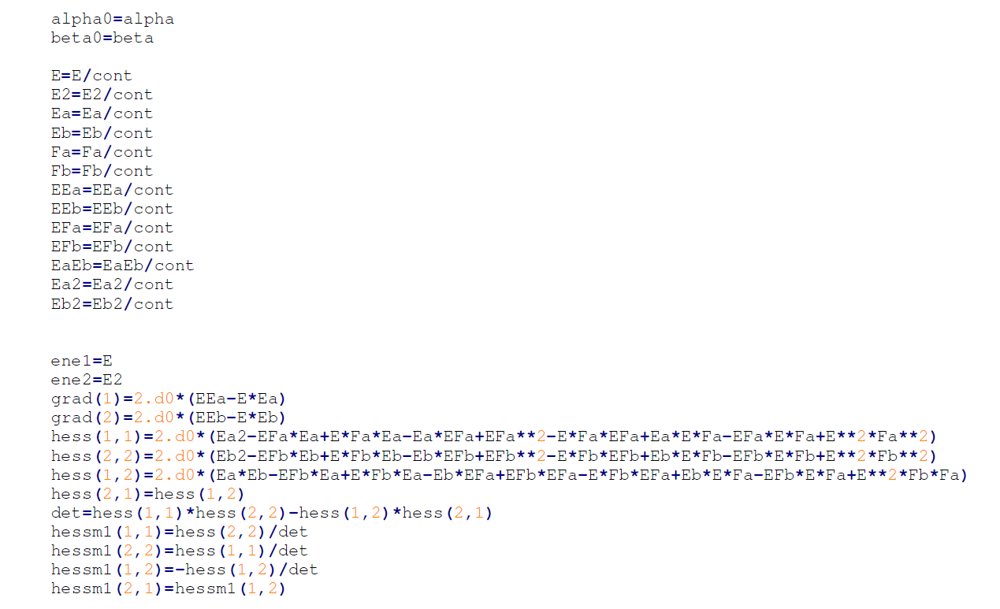 alpha0=alpha
beta0=beta
E=E/cont
E2=E2/cont
Ea=Ea/cont
Eb=Eb/cont
Fa=Fa/cont
Fb=Fb/cont
EEa=EEa/cont
EEb=EEb/cont
EFa=EFa/cont
EFb=EFb/cont
EaEb=EaEb/cont
Ea2=Ea2/cont
Eb2=Eb2/cont
ene1=E
ene2=E2
grad(1)=2.d0*(EEa-E*Ea)
grad(2)=2.d0*(EEb-E*Eb)
hess(1,1)=2.d0*(Ea2-EFa*Ea+E*Fa*Ea-Ea*EFa+EFa**2-E*Fa*EFa+Ea*E*Fa-EFa*E*Fa+E**2*Fa**2)
hess(2,2)=2.d0*(Eb2-EFb*Eb+E*Fb*Eb-Eb*EFb+EFb**2-E*Fb*EFb+Eb*E*Fb-EFb*E*Fb+E**2*Fb**2)
hess(1,2)=2.d0*(Ea*Eb-EFb*Ea+E*Fb*Ea-Eb*EFa+EFb*EFa-E*Fb*EFa+Eb*E*Fa-EFb*E*Fa+E**2*Fb*Fa)
hess(2,1)=hess(1,2)
det=hess(1,1)*hess(2,2)-hess(1,2)*hess(2,1)
hessm1(1,1)=hess(2,2)/det
hessm1(2,2)=hess(1,1)/det
hessm1(1,2)=-hess(1,2)/det
hessm1(2,1)=hessm1(1,2)